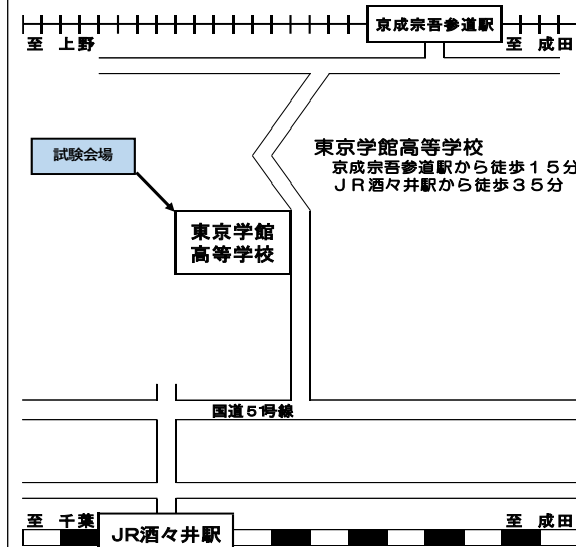 京成宗吾参道駅
至 上野
至 成田
試験会場
東京学館高等学校
京成宗吾参道駅から徒歩１５分
ＪＲ酒々井駅から徒歩３５分
東京学館
高等学校
国道５１号線
至 千葉
至 成田
JR酒々井駅